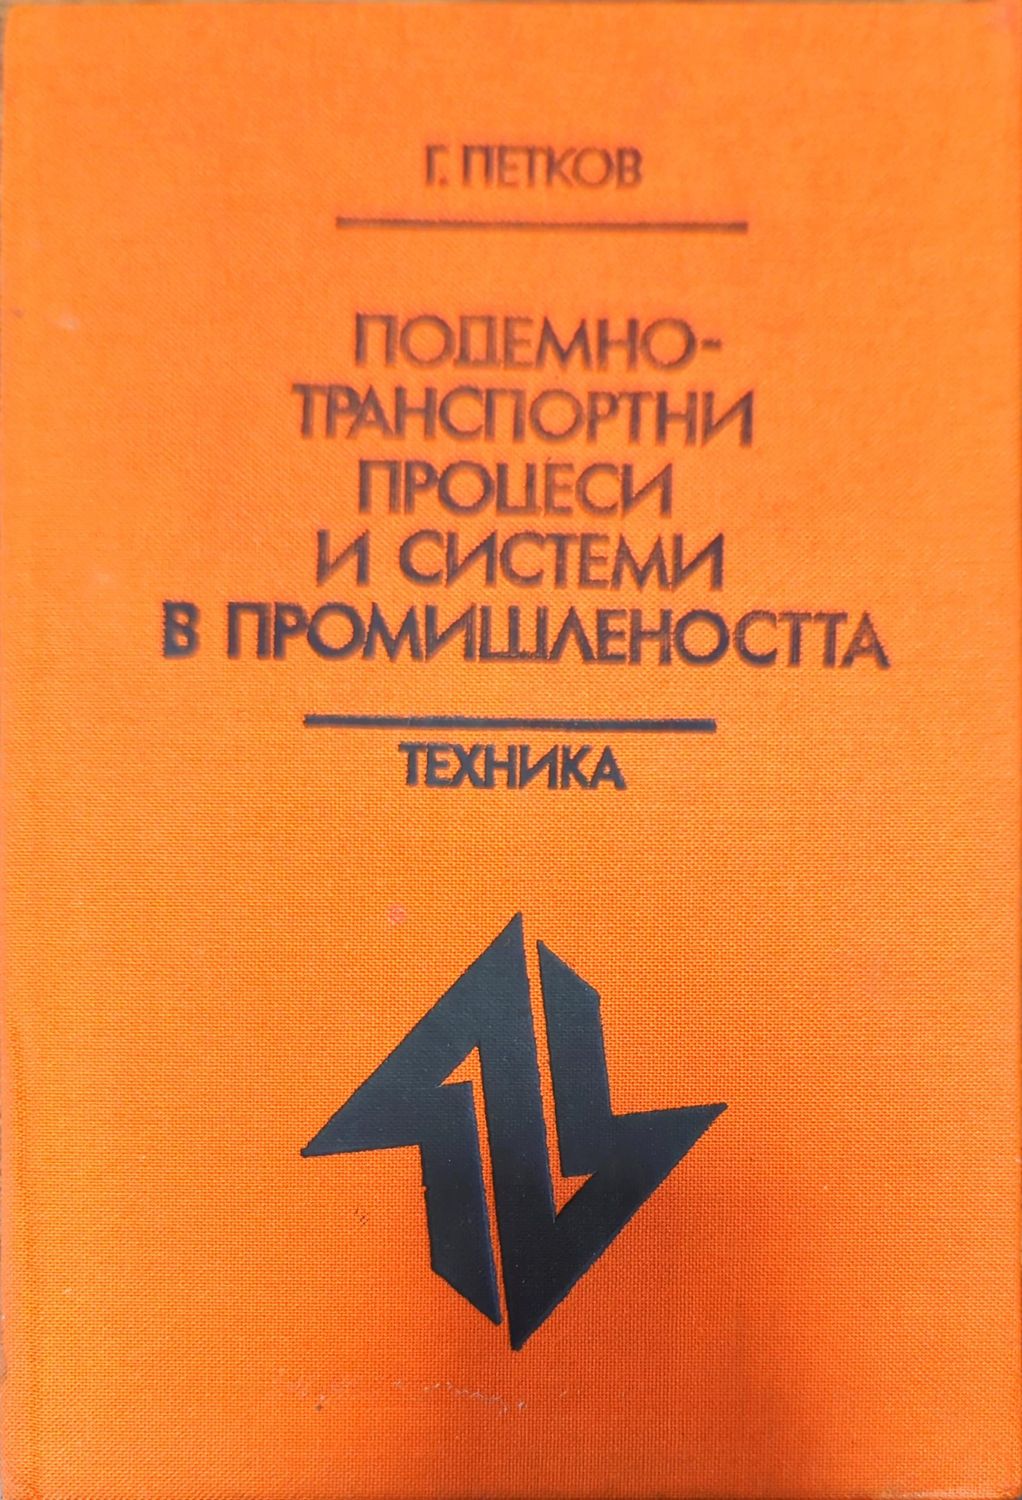 Г. ПЕТКОВ
ПОДЕМНО-
ТРАНСПОРТНИ
ПРОЦЕСИ
И СИСТЕМИ
В ПРОМИШЛЕНОСТТА
ТЕХНИКА